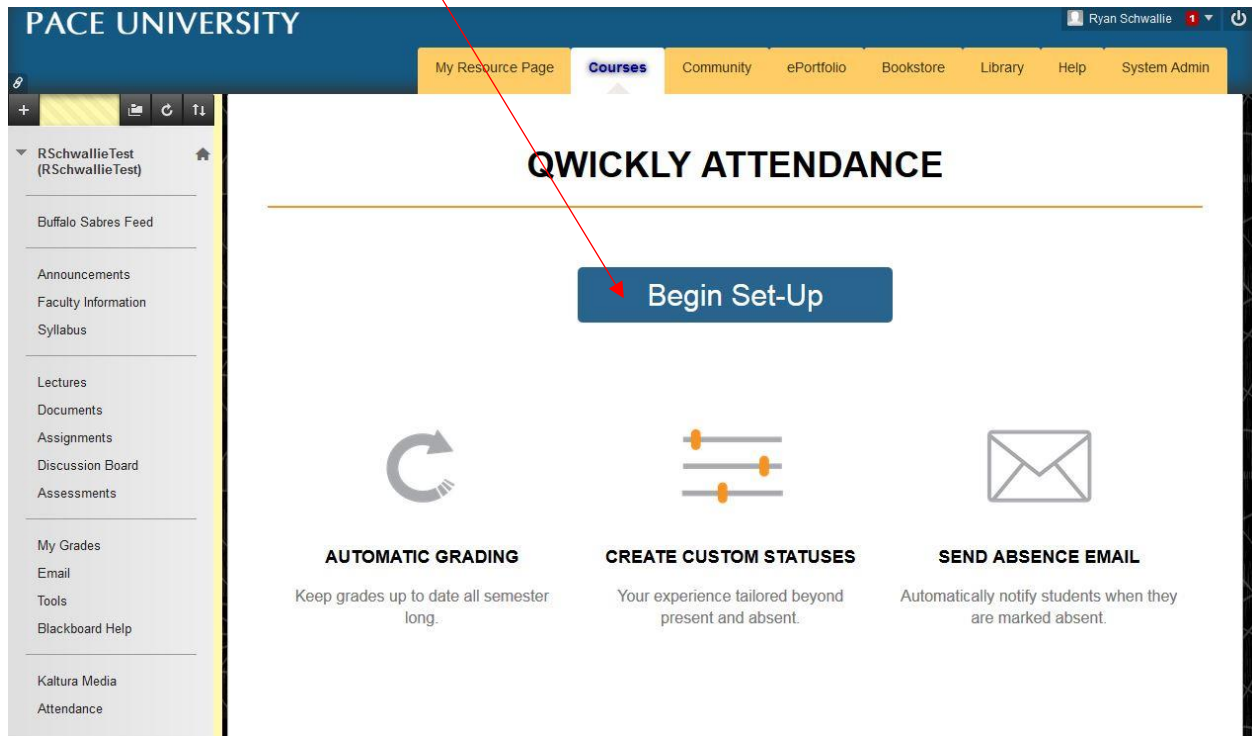 PACE UNIVERSITY
Ryan Schwallie 1
My Resource Page Courses Community ePortfolio Bookstore Library Help System Admin
RSchwallieTest
(RSchwallieTest)
Buffalo Sabres Feed
Announcements
Faculty Information
Syllabus
Lectures
Documents
Assignments
Discussion Board
Assessments
My Grades
Email
Tools
Blackboard Help
Kaltura Media
Attendance
QWICKLY ATTENDANCE
Begin Set-Up
AUTOMATIC GRADING
Keep grades up to date all semester
long.
CREATE CUSTOM STATUSES
Your experience tailored beyond
present and absent.
SEND ABSENCE EMAIL
Automatically notify students when they
are marked absent.